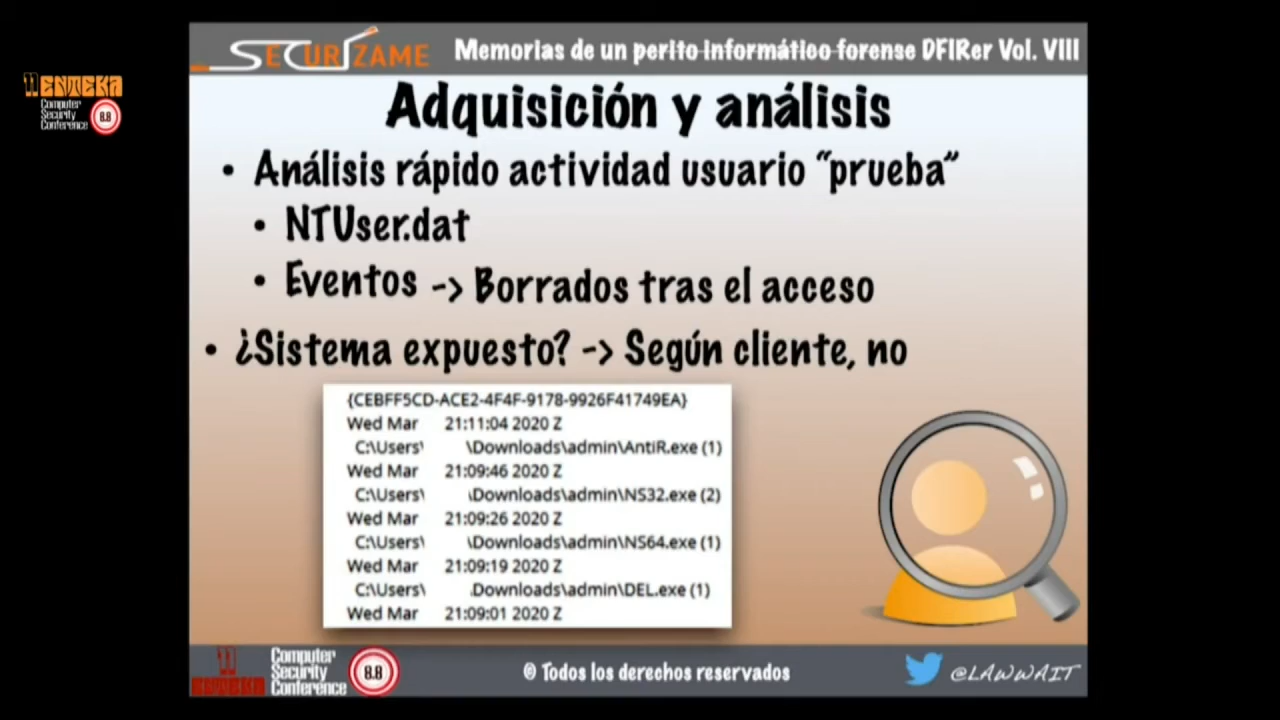 SECURÍZAME
Memorias de un perito informático forense DFIRer Vol. VIII
11 ENTEKA
Computer
Security
Conference 8.8
Adquisición y análisis
• Análisis rápido actividad usuario “prueba”
• NTUser.dat
• Eventos -> Borrados tras el acceso
• ¿Sistema expuesto? -> Según cliente, no
{CEBFF5CD-ACE2-4F4F-9178-9926F41749EA}
Wed Mar 21:11:04 2020 Z
C:\Users\ \Downloads\admin\AntiR.exe (1)
Wed Mar 21:09:46 2020 Z
C:\Users\ \Downloads\admin\NS32.exe (2)
Wed Mar 21:09:26 2020 Z
C:\Users\ \Downloads\admin\NS64.exe (1)
Wed Mar 21:09:19 2020 Z
C:\Users\ Downloads\admin\DEL.exe (1)
Wed Mar 21:09:01 2020 Z
11 ENTEKA
Computer
Security
Conference 8.8
© Todos los derechos reservados
@LAWWAIT